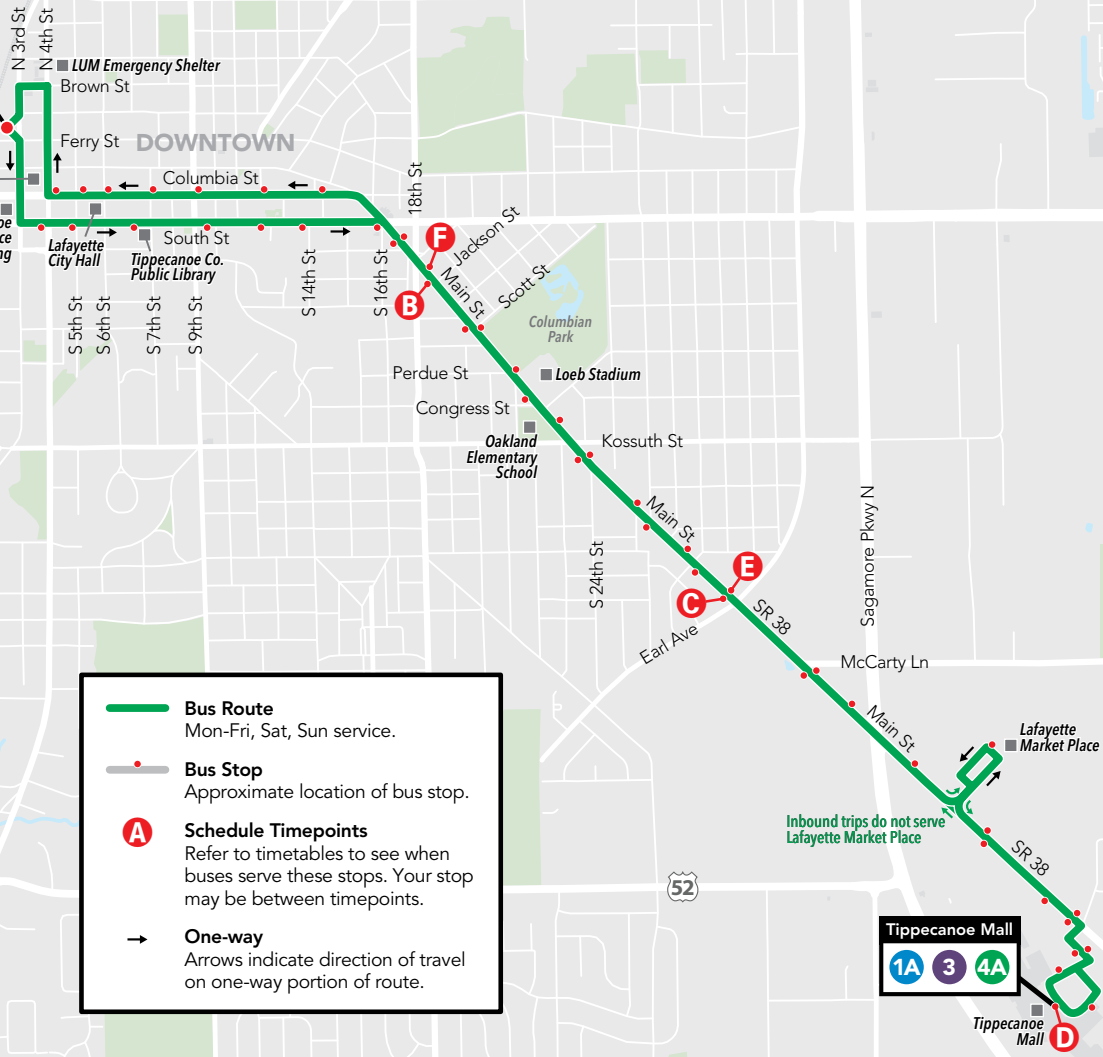 N 3rd St
N 4th St
LUM Emergency Shelter
Brown St
Ferry St
DOWNTOWN
Columbia St
18th St
oe
ce
ng
Lafayette
City Hall
Tippecanoe Co.
Public Library
South St
S 5th St
S 6th St
S 7th St
S 9th St
S 14th St
S 16th St
F
B
Jackson St
Main St
Scott St
Columbian
Park
Perdue St
Loeb Stadium
Congress St
Oakland
Elementary
School
Kossuth St
Main St
S 24th St
Sagamore Pkwy N
E
C
SR 38
Earl Ave
McCarty Ln
Main St
Lafayette
Market Place
Inbound trips do not serve
Lafayette Market Place
SR 38
52
Bus Route
Mon-Fri, Sat, Sun service.
Bus Stop
Approximate location of bus stop.
A
Schedule Timepoints
Refer to timetables to see when
buses serve these stops. Your stop
may be between timepoints.
One-way
Arrows indicate direction of travel
on one-way portion of route.
Tippecanoe Mall
1A 3 4A
Tippecanoe
Mall
D